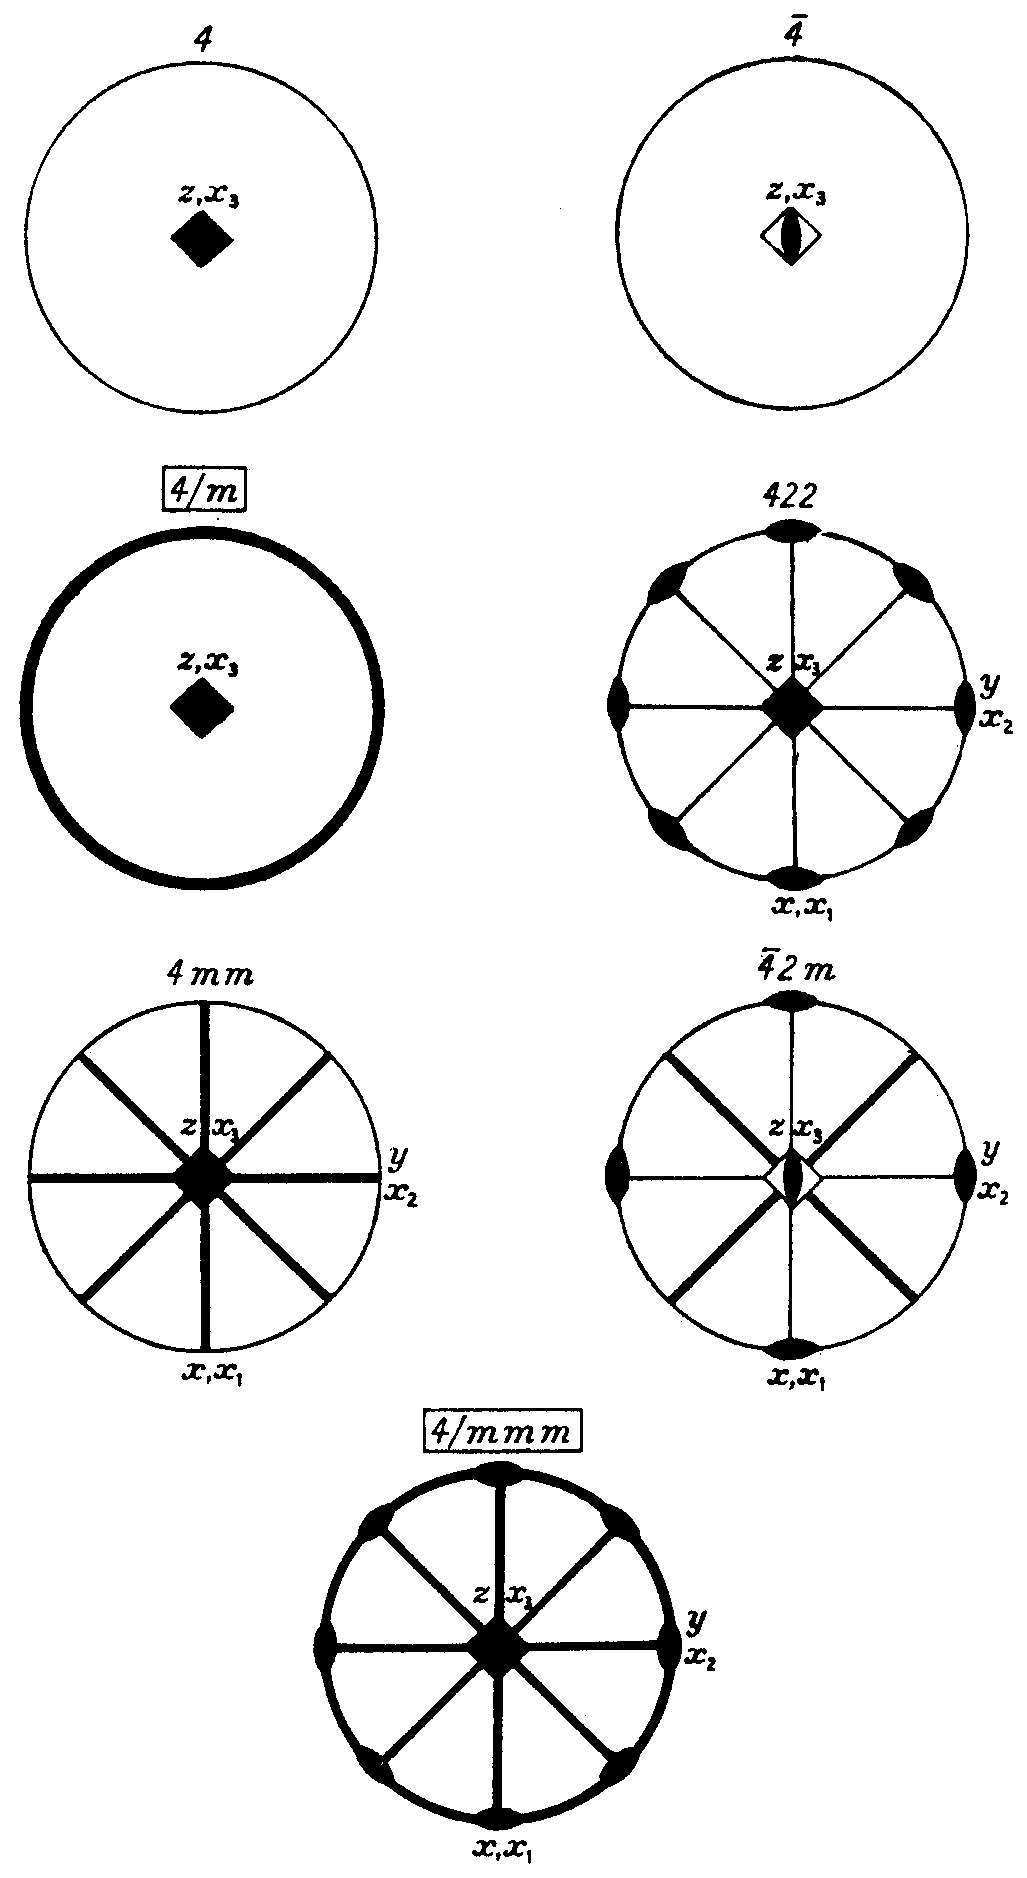 4
4̄
z,x₃
z,x₃
4/m
422
z,x₃
z x₃
y
x₂
x,x₁
4mm
4̄2m
z x₃
y
x₂
x,x₁
z x₃
y
x₂
x,x₁
4/mmm
z x₃
y
x₂
x,x₁